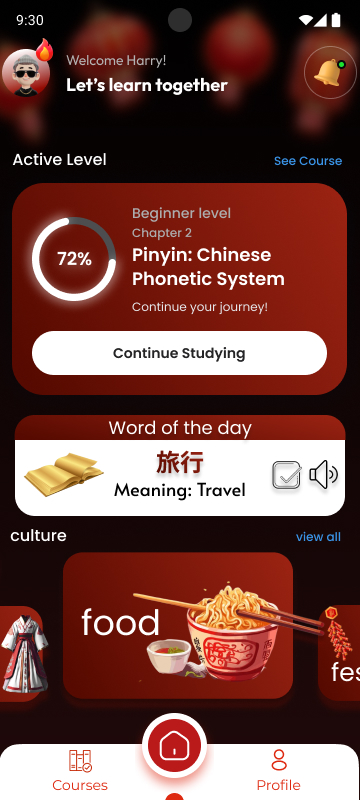 9:30
Welcome Harry!
Let's learn together
Active Level
See Course
Beginner level
Chapter 2
72%
Pinyin: Chinese
Phonetic System
Continue your journey!
Continue Studying
Word of the day
旅行
Meaning: Travel
culture
view all
food
fes
Courses
Profile